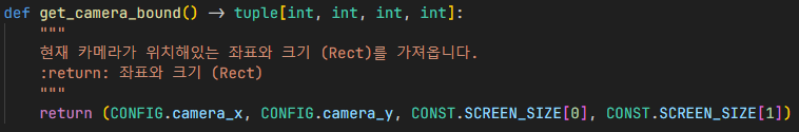 def get_camera_bound() -> tuple[int, int, int, int]:
    """
    현재 카메라가 위치해있는 좌표와 크기 (Rect)를 가져옵니다.
    :return: 좌표와 크기 (Rect)
    """
    return (CONFIG.camera_x, CONFIG.camera_y, CONST.SCREEN_SIZE[0], CONST.SCREEN_SIZE[1])